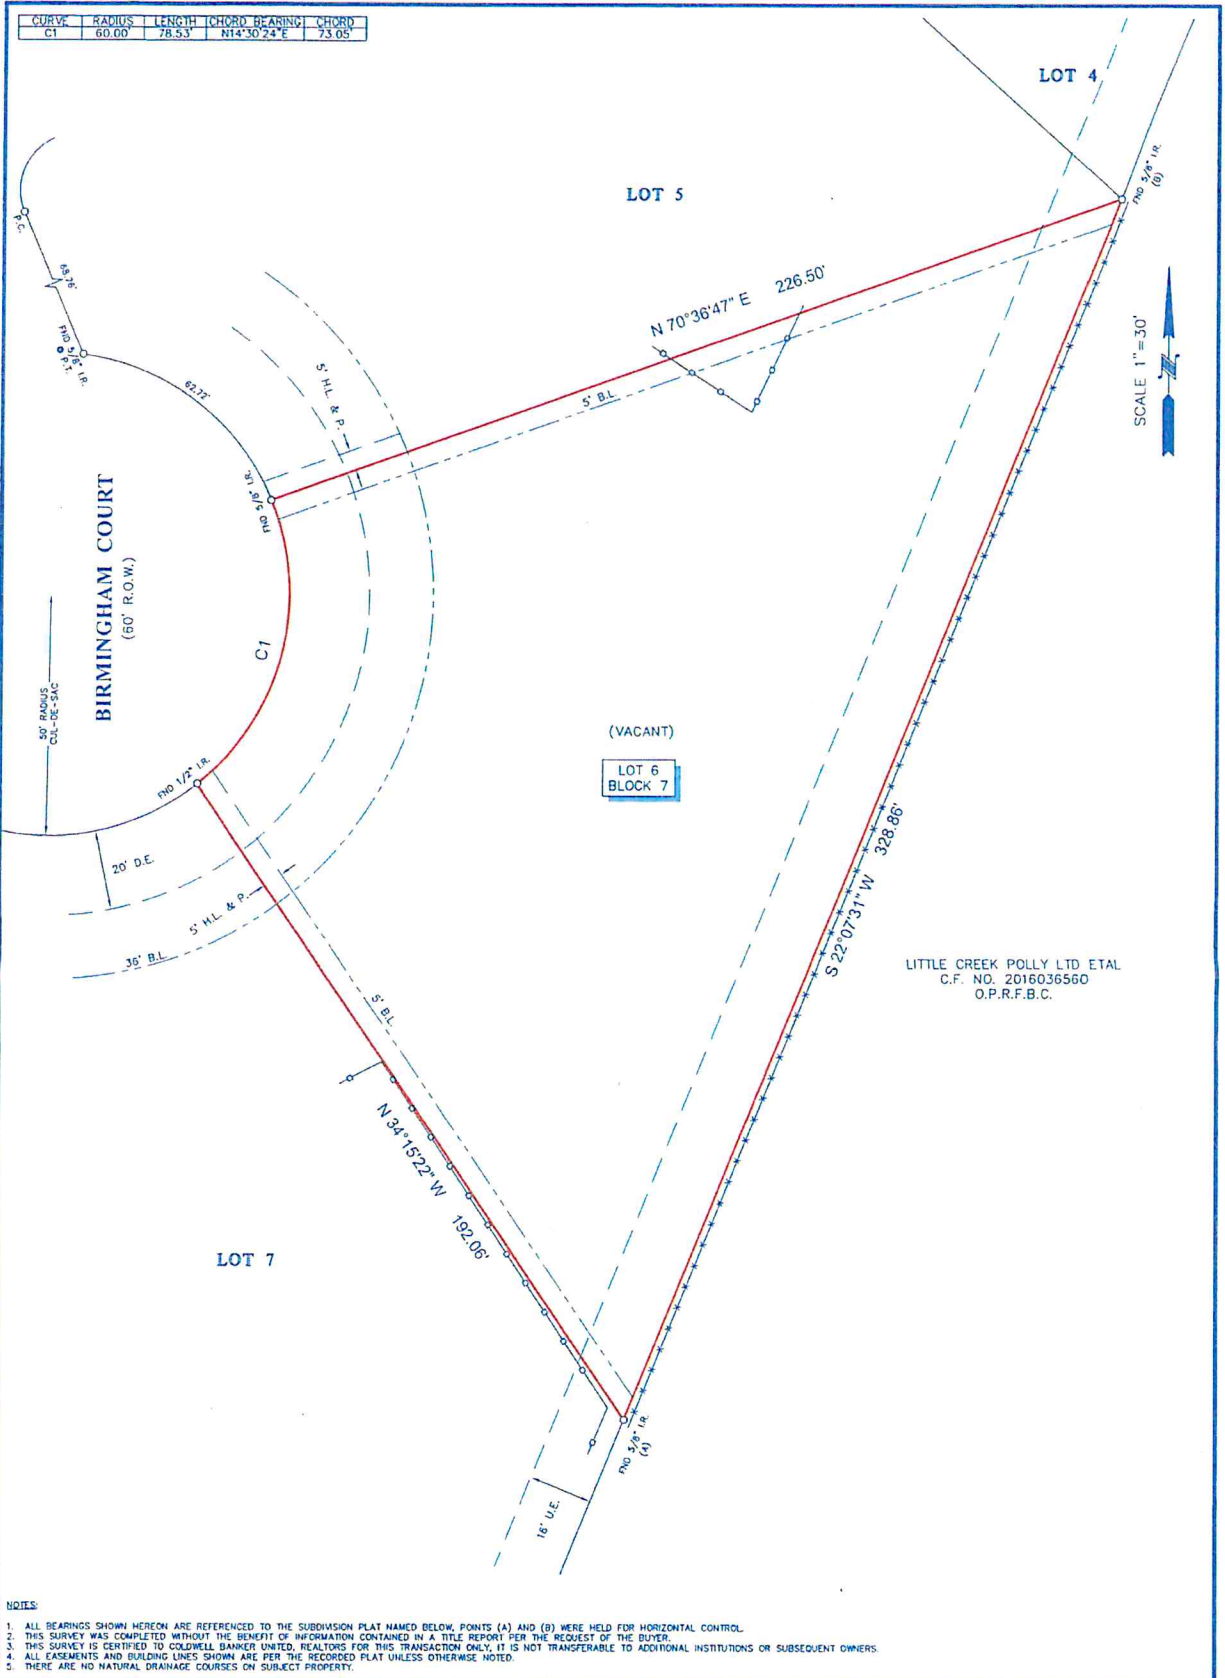 CURVE RADIUS LENGTH CHORD BEARING CHORD
C1 60.00' 78.53' N14°30'24"E 73.05'
LOT 4
LOT 5
FND 5/8" I.R.
(B)
P.C.
68.76'
FND 5/8" I.R.
P.T.
62.72'
N 70°36'47" E 226.50'
5' B.L.
5' H.L. & P.
FND 5/8" I.R.
SCALE 1"=30'
N
BIRMINGHAM COURT
(60' R.O.W.)
C1
50' RADIUS
CUL-DE-SAC
(VACANT)
LOT 6
BLOCK 7
FND 1/2" I.R.
20' D.E.
5' H.L. & P.
36' B.L.
S 22°07'31" W 328.86'
LITTLE CREEK POLLY LTD ETAL
C.F. NO. 2016036560
O.P.R.F.B.C.
5' B.L.
N 34°15'22" W 192.06'
LOT 7
FND 5/8" I.R.
(A)
16' U.E.
NOTES:
1. ALL BEARINGS SHOWN HEREON ARE REFERENCED TO THE SUBDIVISION PLAT NAMED BELOW, POINTS (A) AND (B) WERE HELD FOR HORIZONTAL CONTROL.
2. THIS SURVEY WAS COMPLETED WITHOUT THE BENEFIT OF INFORMATION CONTAINED IN A TITLE REPORT PER THE REQUEST OF THE BUYER.
3. THIS SURVEY IS CERTIFIED TO COLDWELL BANKER UNITED, REALTORS FOR THIS TRANSACTION ONLY, IT IS NOT TRANSFERABLE TO ADDITIONAL INSTITUTIONS OR SUBSEQUENT OWNERS.
4. ALL EASEMENTS AND BUILDING LINES SHOWN ARE PER THE RECORDED PLAT UNLESS OTHERWISE NOTED.
5. THERE ARE NO NATURAL DRAINAGE COURSES ON SUBJECT PROPERTY.